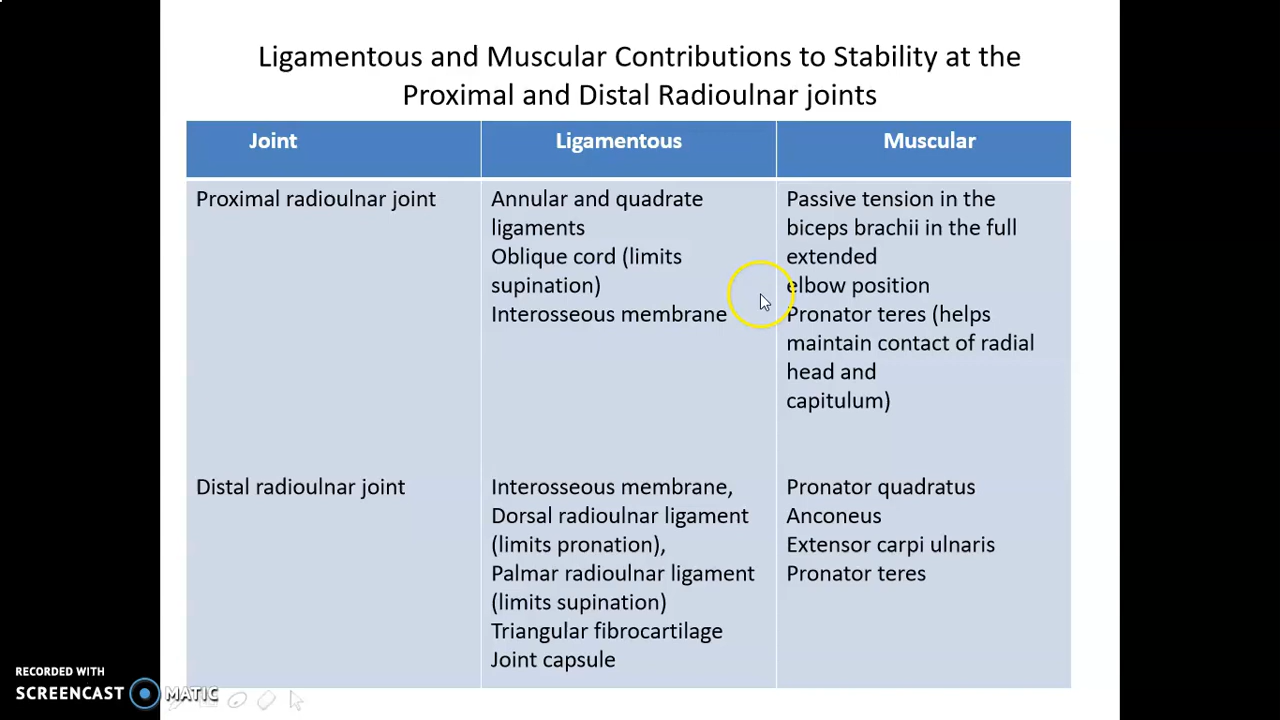 Ligamentous and Muscular Contributions to Stability at the
Proximal and Distal Radioulnar joints
Joint
Ligamentous
Muscular
Proximal radioulnar joint
Annular and quadrate
ligaments
Oblique cord (limits
supination)
Interosseous membrane
Passive tension in the
biceps brachii in the full
extended
elbow position
Pronator teres (helps
maintain contact of radial
head and
capitulum)
Distal radioulnar joint
Interosseous membrane,
Dorsal radioulnar ligament
(limits pronation),
Palmar radioulnar ligament
(limits supination)
Triangular fibrocartilage
Joint capsule
Pronator quadratus
Anconeus
Extensor carpi ulnaris
Pronator teres
RECORDED WITH
SCREENCAST MATIC